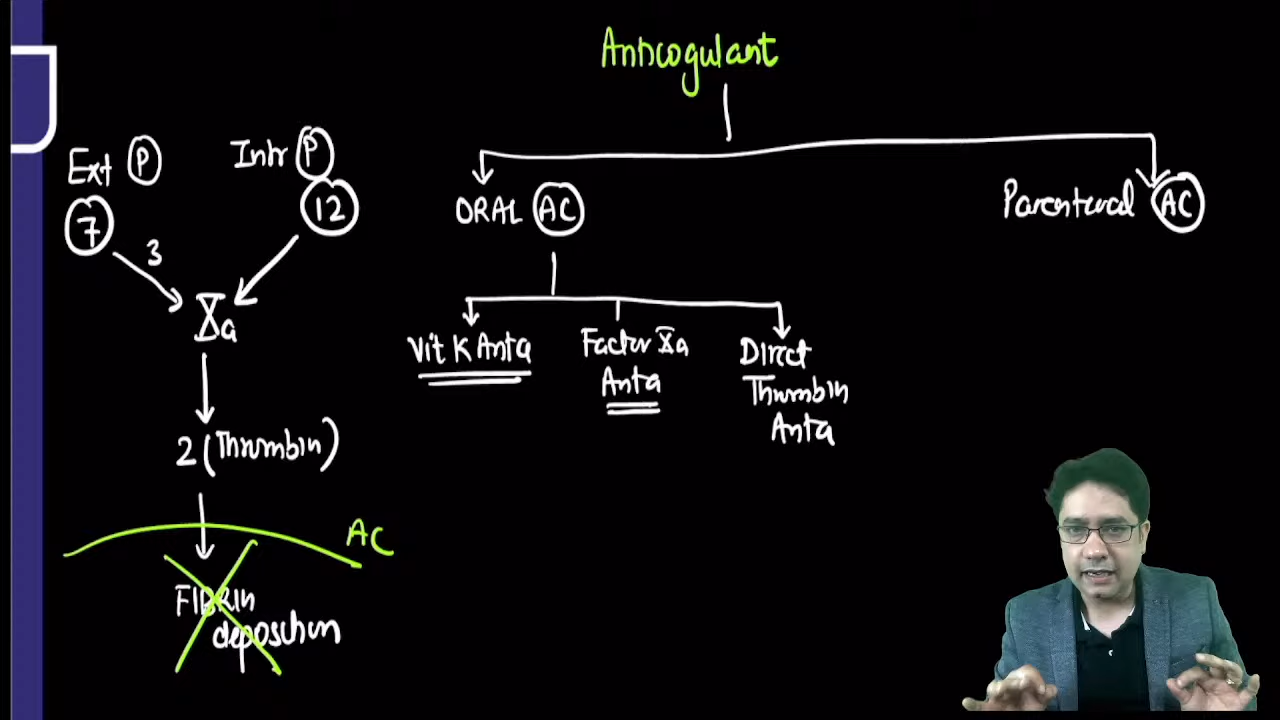 Anticogulant
Ext P
Intr P
7
12
3
Xa
2 (Thrombin)
AC
FIBRIn
deposition
ORAL AC
Parenteral AC
Vit K Anta
Factor Xa
Anta
Direct
Thrombin
Anta